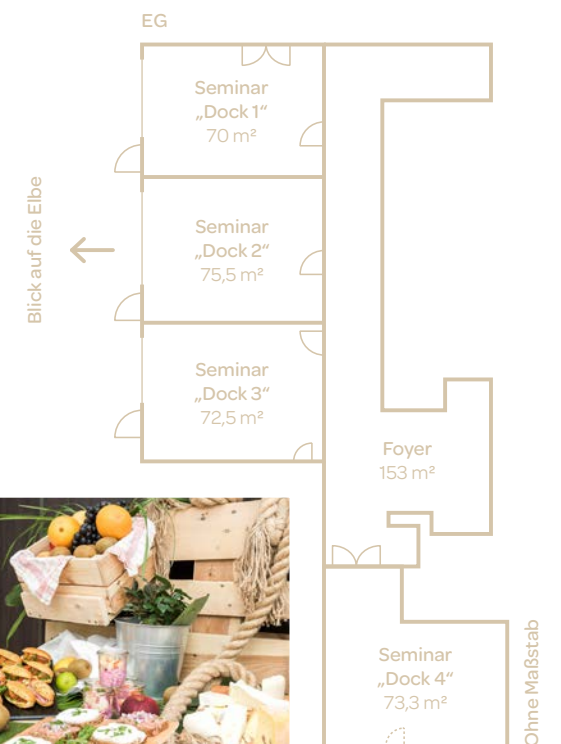 EG
Seminar
„Dock 1“
70 m²
Seminar
„Dock 2“
75,5 m²
Blick auf die Elbe
Seminar
„Dock 3“
72,5 m²
Foyer
153 m²
Seminar
„Dock 4“
73,3 m²
Ohne Maßstab